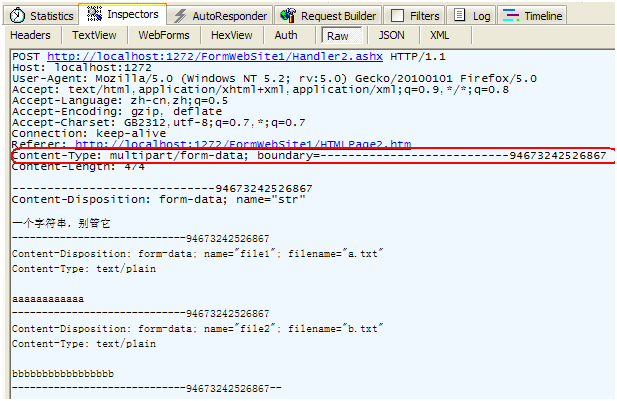 Statistics Inspectors AutoResponder Request Builder Filters Log Timeline
Headers TextView WebForms HexView Auth Raw JSON XML
POST http://localhost:1272/FormWebSite1/Handler2.ashx HTTP/1.1
Host: localhost:1272
User-Agent: Mozilla/5.0 (Windows NT 5.2; rv:5.0) Gecko/20100101 Firefox/5.0
Accept: text/html,application/xhtml+xml,application/xml;q=0.9,*/*;q=0.8
Accept-Language: zh-cn,zh;q=0.5
Accept-Encoding: gzip, deflate
Accept-Charset: GB2312,utf-8;q=0.7,*;q=0.7
Connection: keep-alive
Referer: http://localhost:1272/FormWebSite1/HTMLPage2.htm
Content-Type: multipart/form-data; boundary=---------------------------94673242526867
Content-Length: 474
-----------------------------94673242526867
Content-Disposition: form-data; name="str"
一个字符串，别管它
-----------------------------94673242526867
Content-Disposition: form-data; name="file1"; filename="a.txt"
Content-Type: text/plain
aaaaaaaaaaaa
-----------------------------94673242526867
Content-Disposition: form-data; name="file2"; filename="b.txt"
Content-Type: text/plain
bbbbbbbbbbbbbbbbb
-----------------------------94673242526867--